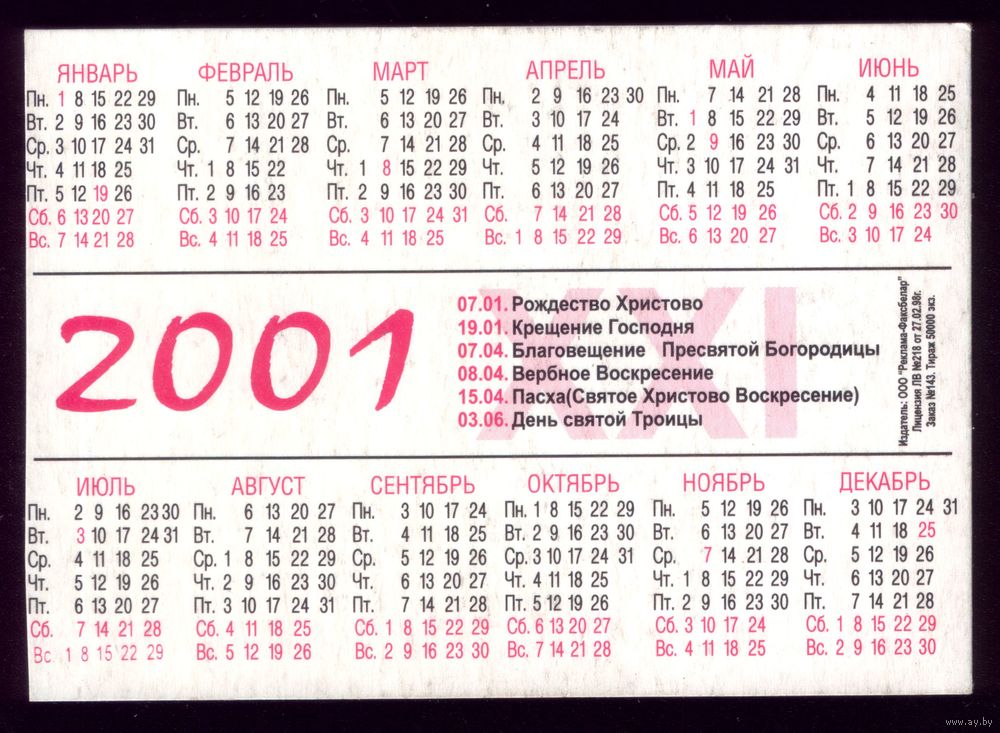 ЯНВАРЬ
Пн. 1 8 15 22 29
Вт. 2 9 16 23 30
Ср. 3 10 17 24 31
Чт. 4 11 18 25
Пт. 5 12 19 26
Сб. 6 13 20 27
Вс. 7 14 21 28
ФЕВРАЛЬ
Пн. 5 12 19 26
Вт. 6 13 20 27
Ср. 7 14 21 28
Чт. 1 8 15 22
Пт. 2 9 16 23
Сб. 3 10 17 24
Вс. 4 11 18 25
МАРТ
Пн. 5 12 19 26
Вт. 6 13 20 27
Ср. 7 14 21 28
Чт. 1 8 15 22 29
Пт. 2 9 16 23 30
Сб. 3 10 17 24 31
Вс. 4 11 18 25
АПРЕЛЬ
Пн. 2 9 16 23 30
Вт. 3 10 17 24
Ср. 4 11 18 25
Чт. 5 12 19 26
Пт. 6 13 20 27
Сб. 7 14 21 28
Вс. 1 8 15 22 29
МАЙ
Пн. 7 14 21 28
Вт. 1 8 15 22 29
Ср. 2 9 16 23 30
Чт. 3 10 17 24 31
Пт. 4 11 18 25
Сб. 5 12 19 26
Вс. 6 13 20 27
ИЮНЬ
Пн. 4 11 18 25
Вт. 5 12 19 26
Ср. 6 13 20 27
Чт. 7 14 21 28
Пт. 1 8 15 22 29
Сб. 2 9 16 23 30
Вс. 3 10 17 24
2001
XXI
07.01. Рождество Христово
19.01. Крещение Господня
07.04. Благовещение Пресвятой Богородицы
08.04. Вербное Воскресение
15.04. Пасха(Святое Христово Воскресение)
03.06. День святой Троицы
Издатель: ООО "Реклама-Факсбелар"
Лицензия ЛВ №218 от 27.02.98г.
Заказ №143. Тираж 50000 экз.
ИЮЛЬ
Пн. 2 9 16 23 30
Вт. 3 10 17 24 31
Ср. 4 11 18 25
Чт. 5 12 19 26
Пт. 6 13 20 27
Сб. 7 14 21 28
Вс 1 8 15 22 29
АВГУСТ
Пн. 6 13 20 27
Вт. 7 14 21 28
Ср. 1 8 15 22 29
Чт. 2 9 16 23 30
Пт. 3 10 17 24 31
Сб. 4 11 18 25
Вс. 5 12 19 26
СЕНТЯБРЬ
Пн. 3 10 17 24
Вт. 4 11 18 25
Ср. 5 12 19 26
Чт. 6 13 20 27
Пт. 7 14 21 28
Сб. 1 8 15 22 29
Вс. 2 9 16 23 30
ОКТЯБРЬ
Пн. 1 8 15 22 29
Вт. 2 9 16 23 30
Ср. 3 10 17 24 31
Чт. 4 11 18 25
Пт. 5 12 19 26
Сб. 6 13 20 27
Вс. 7 14 21 28
НОЯБРЬ
Пн. 5 12 19 26
Вт. 6 13 20 27
Ср. 7 14 21 28
Чт. 1 8 15 22 29
Пт. 2 9 16 23 30
Сб. 3 10 17 24
Вс. 4 11 18 25
ДЕКАБРЬ
Пн. 3 10 17 24 31
Вт. 4 11 18 25
Ср. 5 12 19 26
Чт. 6 13 20 27
Пт. 7 14 21 28
Сб. 1 8 15 22 29
Вс. 2 9 16 23 30
www.ay.by